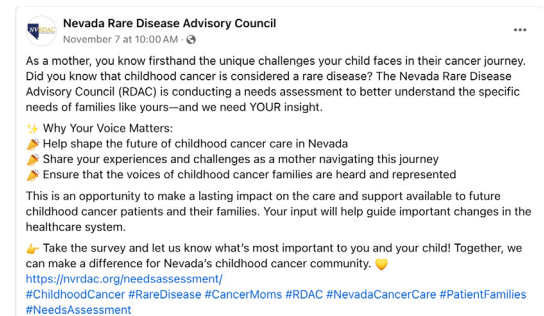 NVRDAC
Nevada Rare Disease Advisory Council
November 7 at 10:00 AM ·
As a mother, you know firsthand the unique challenges your child faces in their cancer journey.
Did you know that childhood cancer is considered a rare disease? The Nevada Rare Disease
Advisory Council (RDAC) is conducting a needs assessment to better understand the specific
needs of families like yours—and we need YOUR insight.
✨ Why Your Voice Matters:
🎉 Help shape the future of childhood cancer care in Nevada
🎉 Share your experiences and challenges as a mother navigating this journey
🎉 Ensure that the voices of childhood cancer families are heard and represented
This is an opportunity to make a lasting impact on the care and support available to future
childhood cancer patients and their families. Your input will help guide important changes in the
healthcare system.
👉 Take the survey and let us know what's most important to you and your child! Together, we
can make a difference for Nevada's childhood cancer community. 💛
https://nvrdac.org/needsassessment/
#ChildhoodCancer #RareDisease #CancerMoms #RDAC #NevadaCancerCare #PatientFamilies
#NeedsAssessment